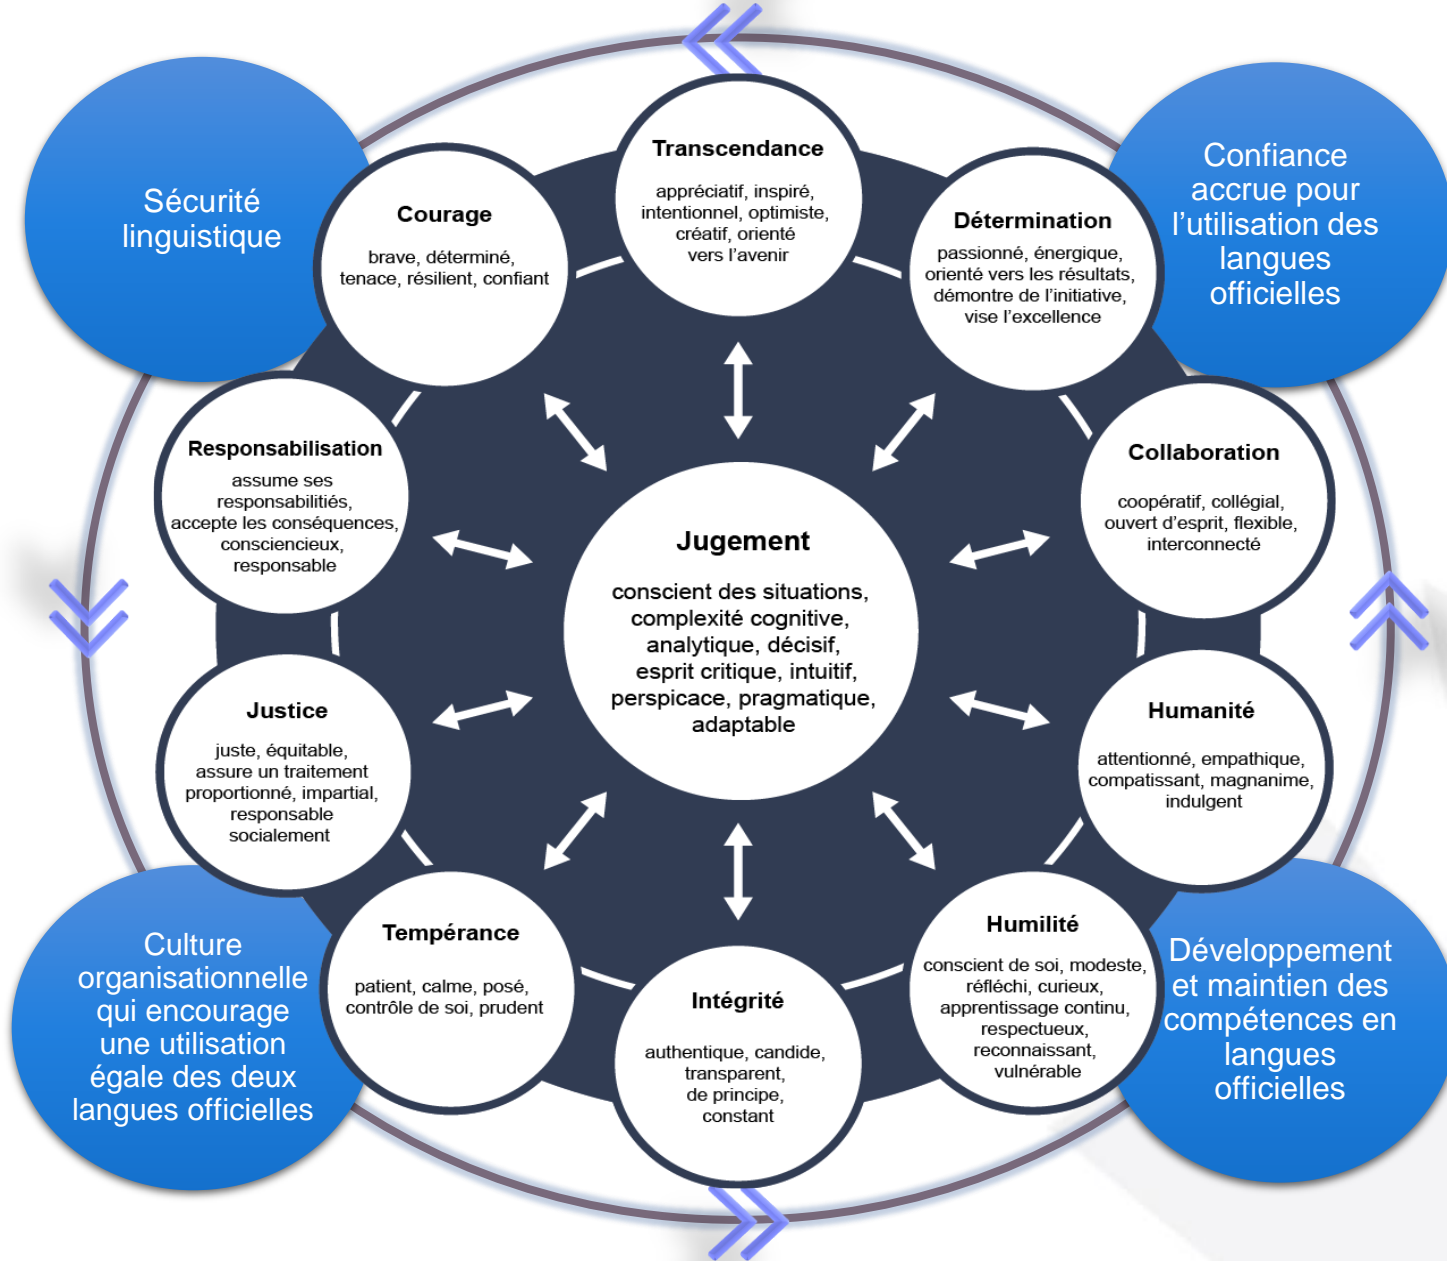 Sécurité
linguistique
Transcendance
appréciatif, inspiré,
intentionnel, optimiste,
créatif, orienté
vers l'avenir
Confiance
accrue pour
l'utilisation des
langues
officielles
Courage
brave, déterminé,
tenace, résilient, confiant
Détermination
passionné, énergique,
orienté vers les résultats,
démontre de l'initiative,
vise l'excellence
Responsabilisation
assume ses
responsabilitiés,
accepte les conséquences,
consciencieux,
responsable
Collaboration
coopératif, collégial,
ouvert d'esprit, flexible,
interconnecté
Jugement
conscient des situations,
complexité cognitive,
analytique, décisif,
esprit critique, intuitif,
perspicace, pragmatique,
adaptable
Justice
juste, équitable,
assure un traitement
proportionné, impartial,
responsable
socialement
Humanité
attentionné, empathique,
compatissant, magnanime,
indulgent
Tempérance
patient, calme, posé,
contrôle de soi, prudent
Intégrité
authentique, candide,
transparent,
de principe,
constant
Humilité
conscient de soi, modeste,
réfléchi, curieux,
apprentissage continu,
respectueux,
reconnaissant,
vulnérable
Culture
organisationnelle
qui encourage
une utilisation
égale des deux
langues officielles
Développement
et maintien des
compétences en
langues
officielles